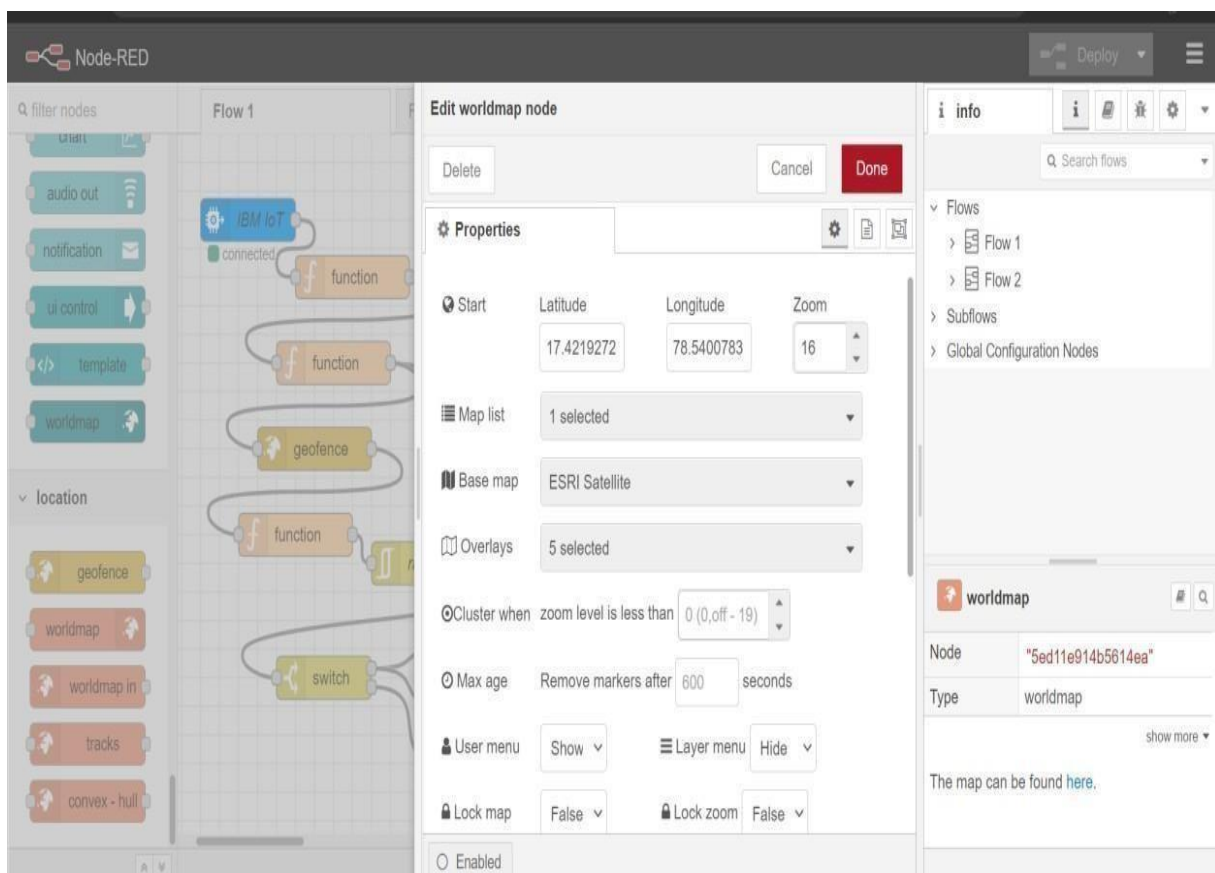 Node-RED
Deploy
filter nodes
chart
audio out
notification
ui control
</> template
worldmap
location
geofence
worldmap
worldmap in
tracks
convex - hull
Flow 1
IBM IoT
connected
f function
f function
geofence
f function
switch
Edit worldmap node
Delete
Cancel
Done
Properties
Start
Latitude
Longitude
Zoom
17.4219272
78.5400783
16
Map list
1 selected
Base map
ESRI Satellite
Overlays
5 selected
Cluster when zoom level is less than 0 (0,off - 19)
Max age Remove markers after 600 seconds
User menu Show
Layer menu Hide
Lock map False
Lock zoom False
Enabled
i info
i
Search flows
Flows
Flow 1
Flow 2
Subflows
Global Configuration Nodes
worldmap
Node "5ed11e914b5614ea"
Type worldmap
show more
The map can be found here.